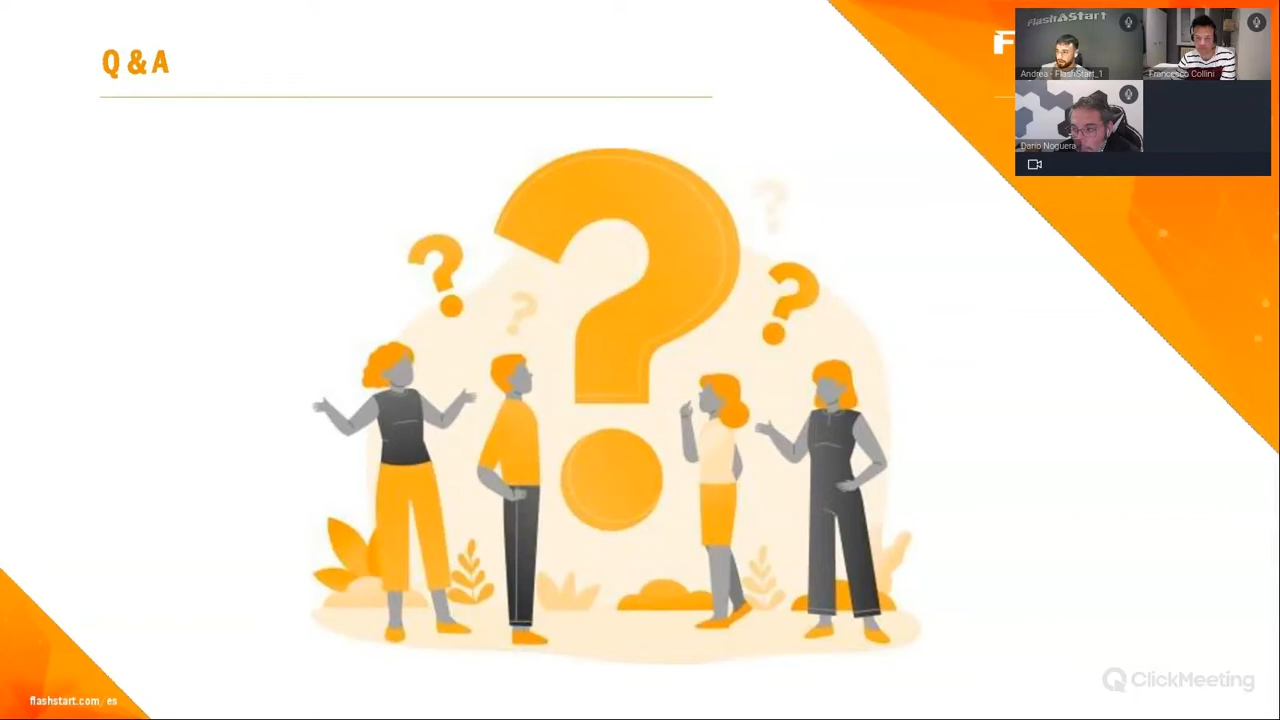 Q & A
F
FlashStart
Andrea - FlashStart_1
Francesco Collini
Dario Noguera
flashstart.com/es
ClickMeeting